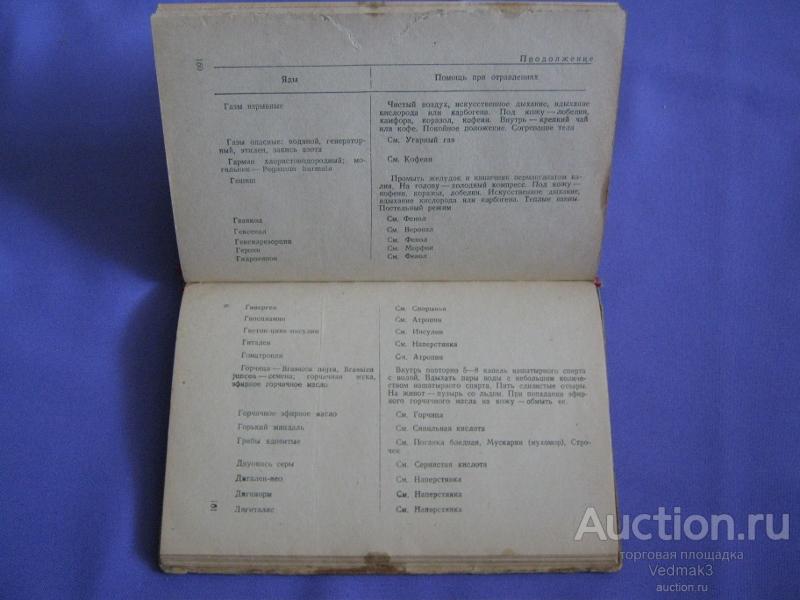 160
Продолжение
Яды
Помощь при отравлениях
Газы взрывные
Чистый воздух, искусственное дыхание, вдыхание
кислорода или карбогена. Под кожу — лобелин,
камфора, коразол, кофеин. Внутрь — крепкий чай
или кофе. Покойное положение. Согревание тела
Газы опасные: водяной, генератор-
ный, этилен, закись азота
См. Угарный газ
Гармин хлористоводородный; мо-
гильник — Peganum harmala
См. Кофеин
Гашиш
Промыть желудок и кишечник перманганатом ка-
лия. На голову — холодный компресс. Под кожу —
кофеин, коразол, лобелин. Искусственное дыхание,
вдыхание кислорода или карбогена. Теплые ванны.
Постельный режим
Гваякол
См. Фенол
Гексенал
См. Веронал
Гексилрезорцин
См. Фенол
Героин
См. Морфин
Гидрохинон
См. Фенол
Гинерген
См. Спорынья
Гиосциамин
См. Атропин
Гистон-цинк-инсулин
См. Инсулин
Гитален
См. Наперстянка
Гоматропин
См. Атропин
Горчица — Brassica nigra, Brassica
juncea — семена; горчичная мука,
эфирное горчичное масло
Внутрь повторно 5—8 капель нашатырного спирта
с водой. Вдыхать пары воды с небольшим количе-
ством нашатырного спирта. Пить слизистые отвары.
На живот — пузырь со льдом. При попадании эфир-
ного горчичного масла на кожу — обмыть ее.
Горчичное эфирное масло
См. Горчица
Горький миндаль
См. Синильная кислота
Грибы ядовитые
См. Поганка бледная, Мускарин (мухомор), Строч-
чек
Двуокись серы
См. Сернистая кислота
Дигален-нео
См. Наперстянка
Дигинорм
См. Наперстянка
Дигиталис
См. Наперстянка
161
Auction.ru
торговая площадка
Vedmak3
auction.ru